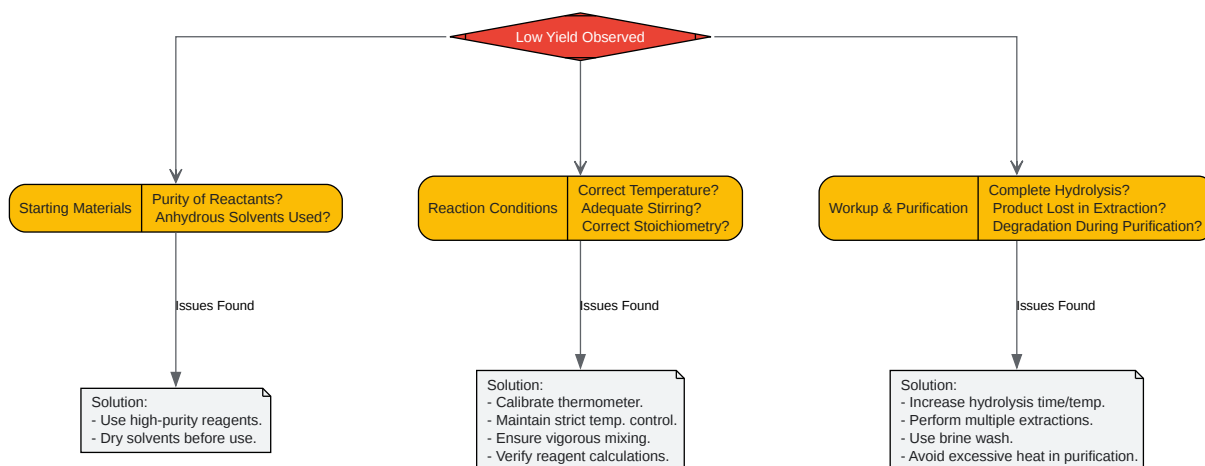 Low Yield Observed
Starting Materials
Purity of Reactants?
Anhydrous Solvents Used?
Reaction Conditions
Correct Temperature?
Adequate Stirring?
Correct Stoichiometry?
Workup & Purification
Complete Hydrolysis?
Product Lost in Extraction?
Degradation During Purification?
Issues Found
Issues Found
Issues Found
Solution:
- Use high-purity reagents.
- Dry solvents before use.
Solution:
- Calibrate thermometer.
- Maintain strict temp. control.
- Ensure vigorous mixing.
- Verify reagent calculations.
Solution:
- Increase hydrolysis time/temp.
- Perform multiple extractions.
- Use brine wash.
- Avoid excessive heat in purification.